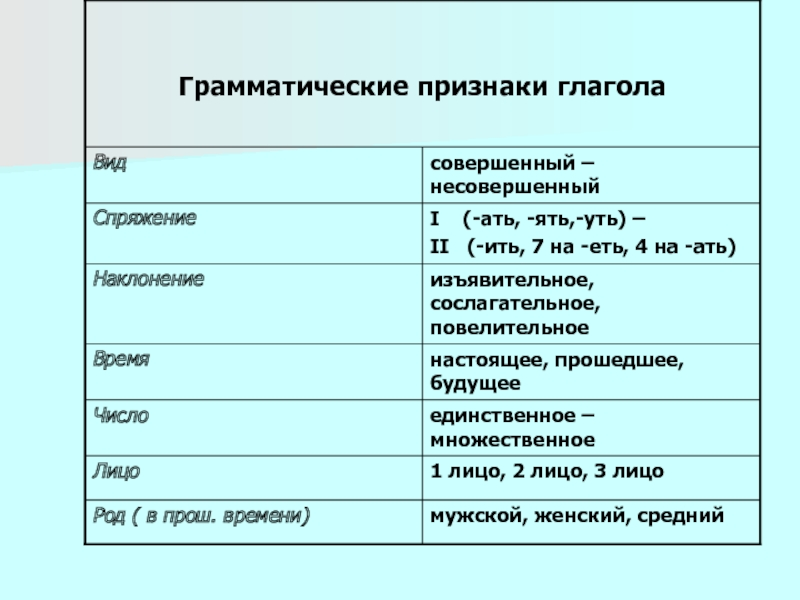 Грамматические признаки глагола
Вид
совершенный –
несовершенный
Спряжение
I (-ать, -ять,-уть) –
II (-ить, 7 на -еть, 4 на -ать)
Наклонение
изъявительное,
сослагательное,
повелительное
Время
настоящее, прошедшее,
будущее
Число
единственное –
множественное
Лицо
1 лицо, 2 лицо, 3 лицо
Род ( в прош. времени)
мужской, женский, средний